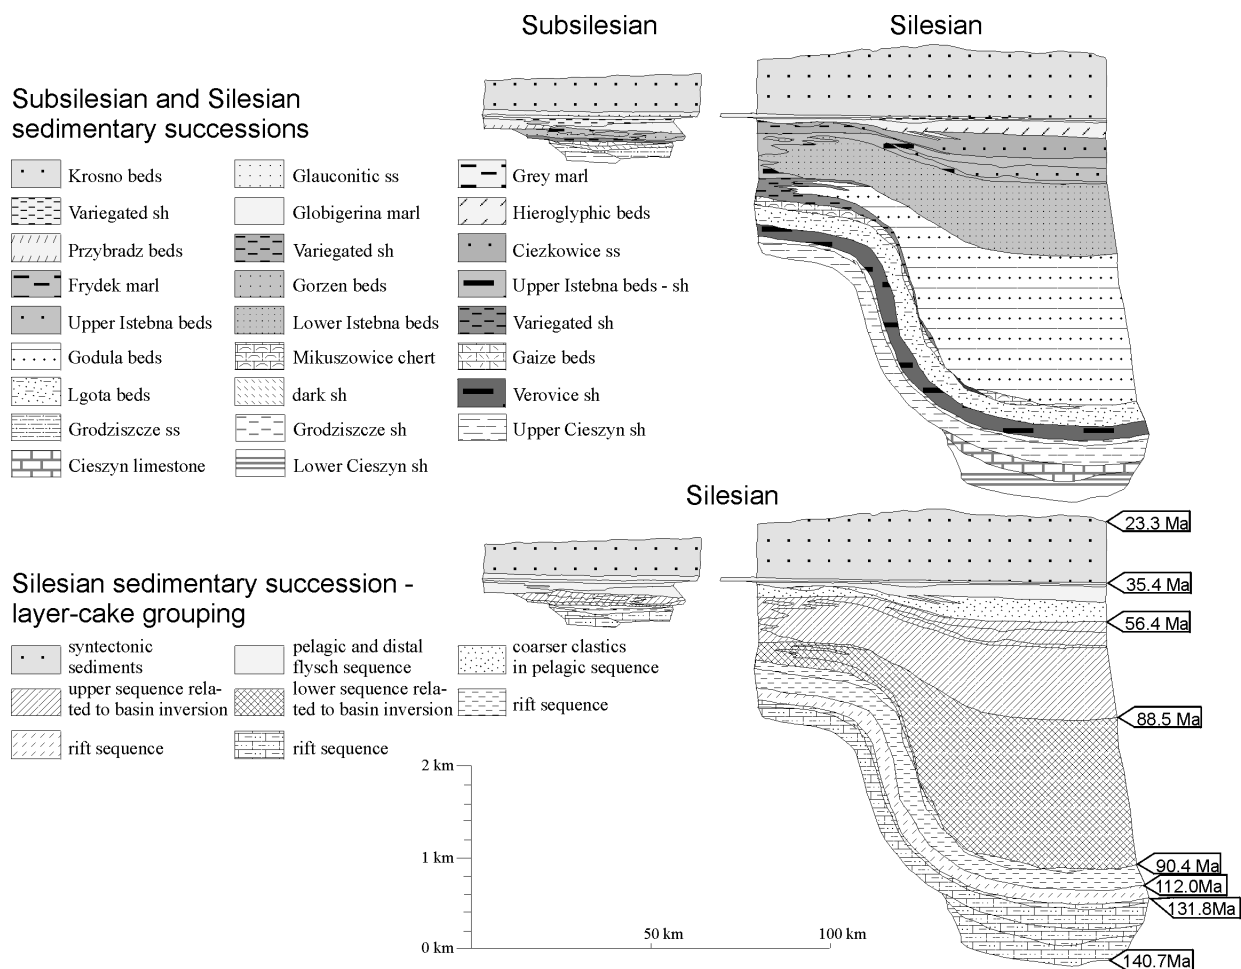 Subsilesian
Silesian
Subsilesian and Silesian
sedimentary successions
Krosno beds
Glauconitic ss
Grey marl
Variegated sh
Globigerina marl
Hieroglyphic beds
Przybradz beds
Variegated sh
Ciezkowice ss
Frydek marl
Gorzen beds
Upper Istebna beds - sh
Upper Istebna beds
Lower Istebna beds
Variegated sh
Godula beds
Mikuszowice chert
Gaize beds
Lgota beds
dark sh
Verovice sh
Grodziszcze ss
Grodziszcze sh
Upper Cieszyn sh
Cieszyn limestone
Lower Cieszyn sh
Silesian
23.3 Ma
35.4 Ma
56.4 Ma
88.5 Ma
90.4 Ma
112.0Ma
131.8Ma
140.7Ma
Silesian sedimentary succession -
layer-cake grouping
syntectonic
sediments
pelagic and distal
flysch sequence
coarser clastics
in pelagic sequence
upper sequence rela-
ted to basin inversion
lower sequence rela-
ted to basin inversion
rift sequence
rift sequence
rift sequence
2 km
1 km
0 km
50 km
100 km